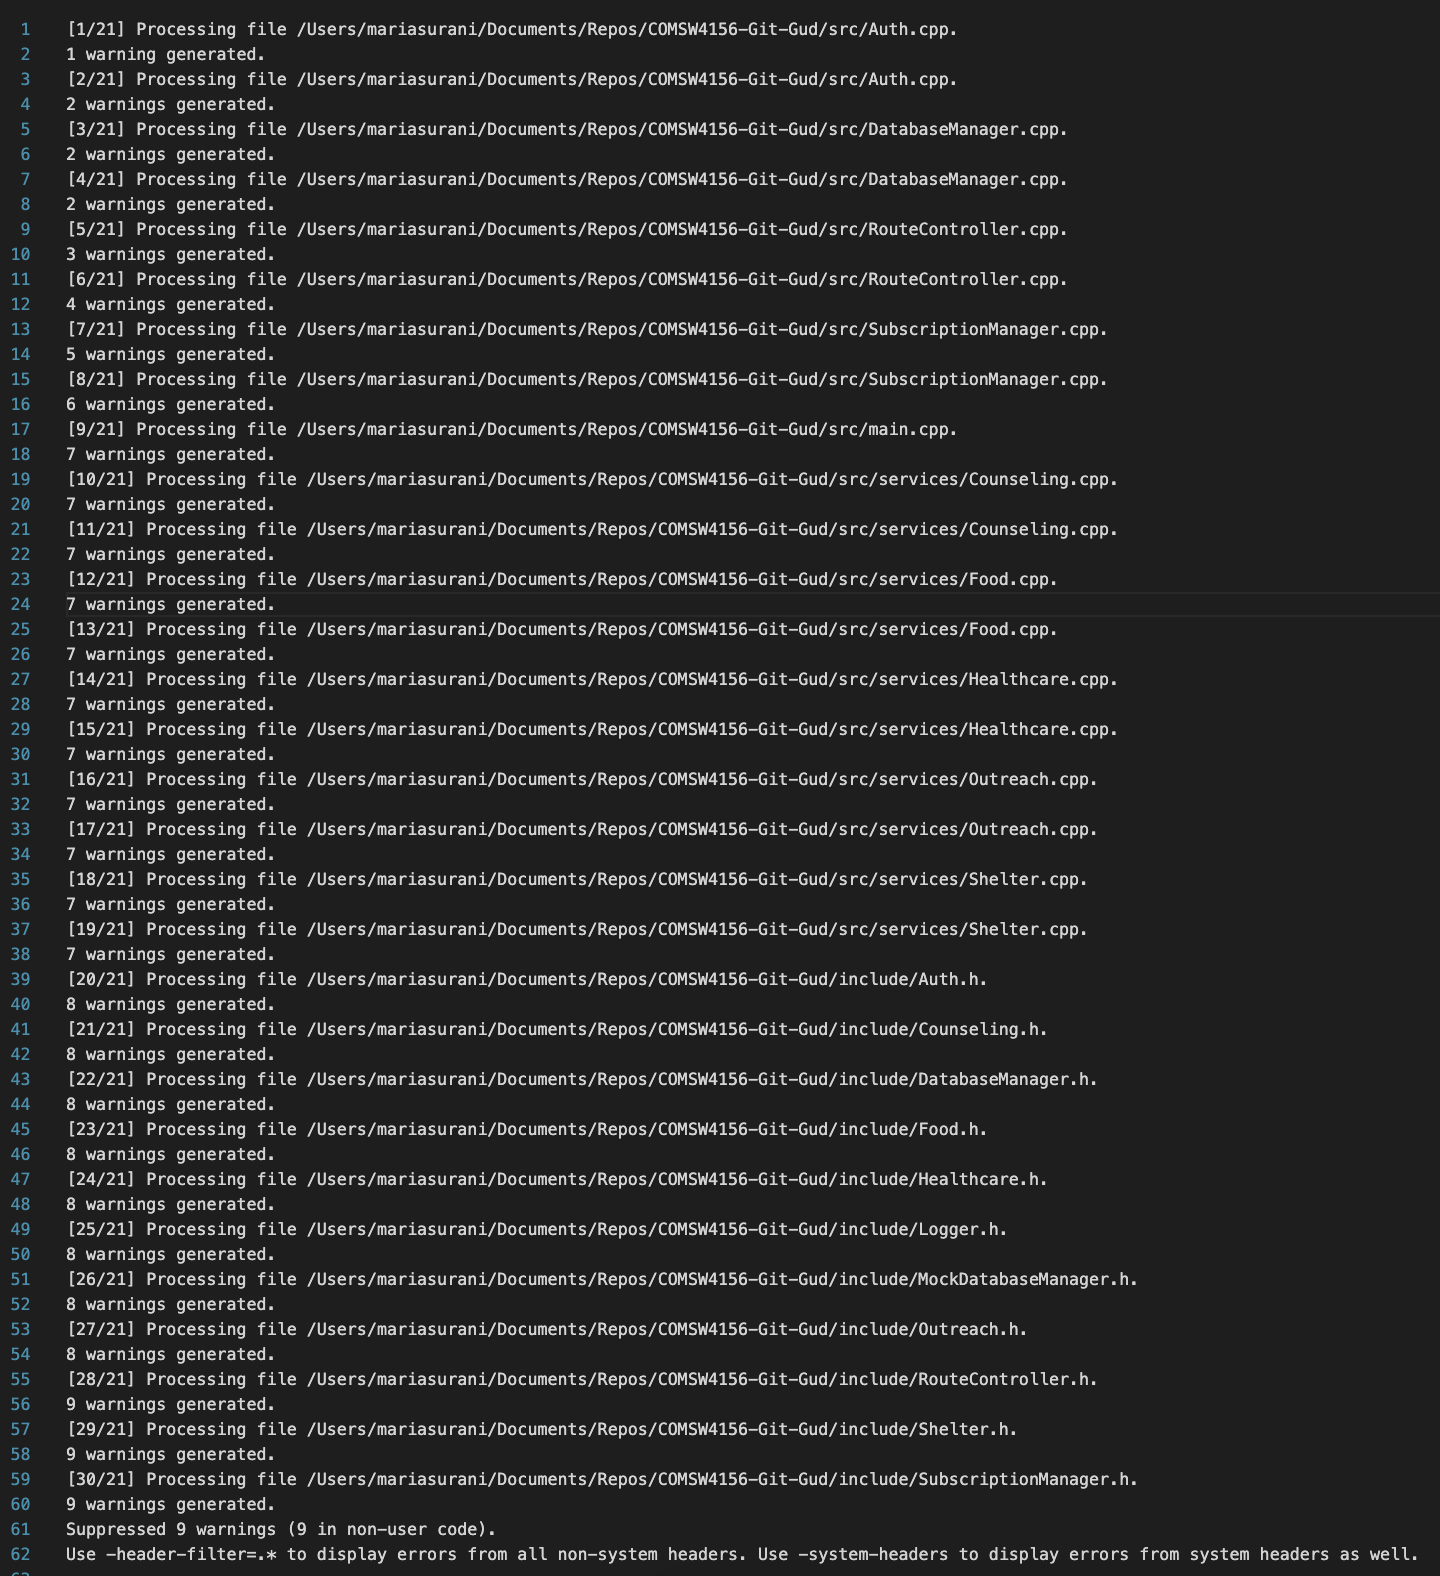 1 [1/21] Processing file /Users/mariasurani/Documents/Repos/COMSW4156-Git-Gud/src/Auth.cpp.
2 1 warning generated.
3 [2/21] Processing file /Users/mariasurani/Documents/Repos/COMSW4156-Git-Gud/src/Auth.cpp.
4 2 warnings generated.
5 [3/21] Processing file /Users/mariasurani/Documents/Repos/COMSW4156-Git-Gud/src/DatabaseManager.cpp.
6 2 warnings generated.
7 [4/21] Processing file /Users/mariasurani/Documents/Repos/COMSW4156-Git-Gud/src/DatabaseManager.cpp.
8 2 warnings generated.
9 [5/21] Processing file /Users/mariasurani/Documents/Repos/COMSW4156-Git-Gud/src/RouteController.cpp.
10 3 warnings generated.
11 [6/21] Processing file /Users/mariasurani/Documents/Repos/COMSW4156-Git-Gud/src/RouteController.cpp.
12 4 warnings generated.
13 [7/21] Processing file /Users/mariasurani/Documents/Repos/COMSW4156-Git-Gud/src/SubscriptionManager.cpp.
14 5 warnings generated.
15 [8/21] Processing file /Users/mariasurani/Documents/Repos/COMSW4156-Git-Gud/src/SubscriptionManager.cpp.
16 6 warnings generated.
17 [9/21] Processing file /Users/mariasurani/Documents/Repos/COMSW4156-Git-Gud/src/main.cpp.
18 7 warnings generated.
19 [10/21] Processing file /Users/mariasurani/Documents/Repos/COMSW4156-Git-Gud/src/services/Counseling.cpp.
20 7 warnings generated.
21 [11/21] Processing file /Users/mariasurani/Documents/Repos/COMSW4156-Git-Gud/src/services/Counseling.cpp.
22 7 warnings generated.
23 [12/21] Processing file /Users/mariasurani/Documents/Repos/COMSW4156-Git-Gud/src/services/Food.cpp.
24 7 warnings generated.
25 [13/21] Processing file /Users/mariasurani/Documents/Repos/COMSW4156-Git-Gud/src/services/Food.cpp.
26 7 warnings generated.
27 [14/21] Processing file /Users/mariasurani/Documents/Repos/COMSW4156-Git-Gud/src/services/Healthcare.cpp.
28 7 warnings generated.
29 [15/21] Processing file /Users/mariasurani/Documents/Repos/COMSW4156-Git-Gud/src/services/Healthcare.cpp.
30 7 warnings generated.
31 [16/21] Processing file /Users/mariasurani/Documents/Repos/COMSW4156-Git-Gud/src/services/Outreach.cpp.
32 7 warnings generated.
33 [17/21] Processing file /Users/mariasurani/Documents/Repos/COMSW4156-Git-Gud/src/services/Outreach.cpp.
34 7 warnings generated.
35 [18/21] Processing file /Users/mariasurani/Documents/Repos/COMSW4156-Git-Gud/src/services/Shelter.cpp.
36 7 warnings generated.
37 [19/21] Processing file /Users/mariasurani/Documents/Repos/COMSW4156-Git-Gud/src/services/Shelter.cpp.
38 7 warnings generated.
39 [20/21] Processing file /Users/mariasurani/Documents/Repos/COMSW4156-Git-Gud/include/Auth.h.
40 8 warnings generated.
41 [21/21] Processing file /Users/mariasurani/Documents/Repos/COMSW4156-Git-Gud/include/Counseling.h.
42 8 warnings generated.
43 [22/21] Processing file /Users/mariasurani/Documents/Repos/COMSW4156-Git-Gud/include/DatabaseManager.h.
44 8 warnings generated.
45 [23/21] Processing file /Users/mariasurani/Documents/Repos/COMSW4156-Git-Gud/include/Food.h.
46 8 warnings generated.
47 [24/21] Processing file /Users/mariasurani/Documents/Repos/COMSW4156-Git-Gud/include/Healthcare.h.
48 8 warnings generated.
49 [25/21] Processing file /Users/mariasurani/Documents/Repos/COMSW4156-Git-Gud/include/Logger.h.
50 8 warnings generated.
51 [26/21] Processing file /Users/mariasurani/Documents/Repos/COMSW4156-Git-Gud/include/MockDatabaseManager.h.
52 8 warnings generated.
53 [27/21] Processing file /Users/mariasurani/Documents/Repos/COMSW4156-Git-Gud/include/Outreach.h.
54 8 warnings generated.
55 [28/21] Processing file /Users/mariasurani/Documents/Repos/COMSW4156-Git-Gud/include/RouteController.h.
56 9 warnings generated.
57 [29/21] Processing file /Users/mariasurani/Documents/Repos/COMSW4156-Git-Gud/include/Shelter.h.
58 9 warnings generated.
59 [30/21] Processing file /Users/mariasurani/Documents/Repos/COMSW4156-Git-Gud/include/SubscriptionManager.h.
60 9 warnings generated.
61 Suppressed 9 warnings (9 in non-user code).
62 Use -header-filter=.* to display errors from all non-system headers. Use -system-headers to display errors from system headers as well.